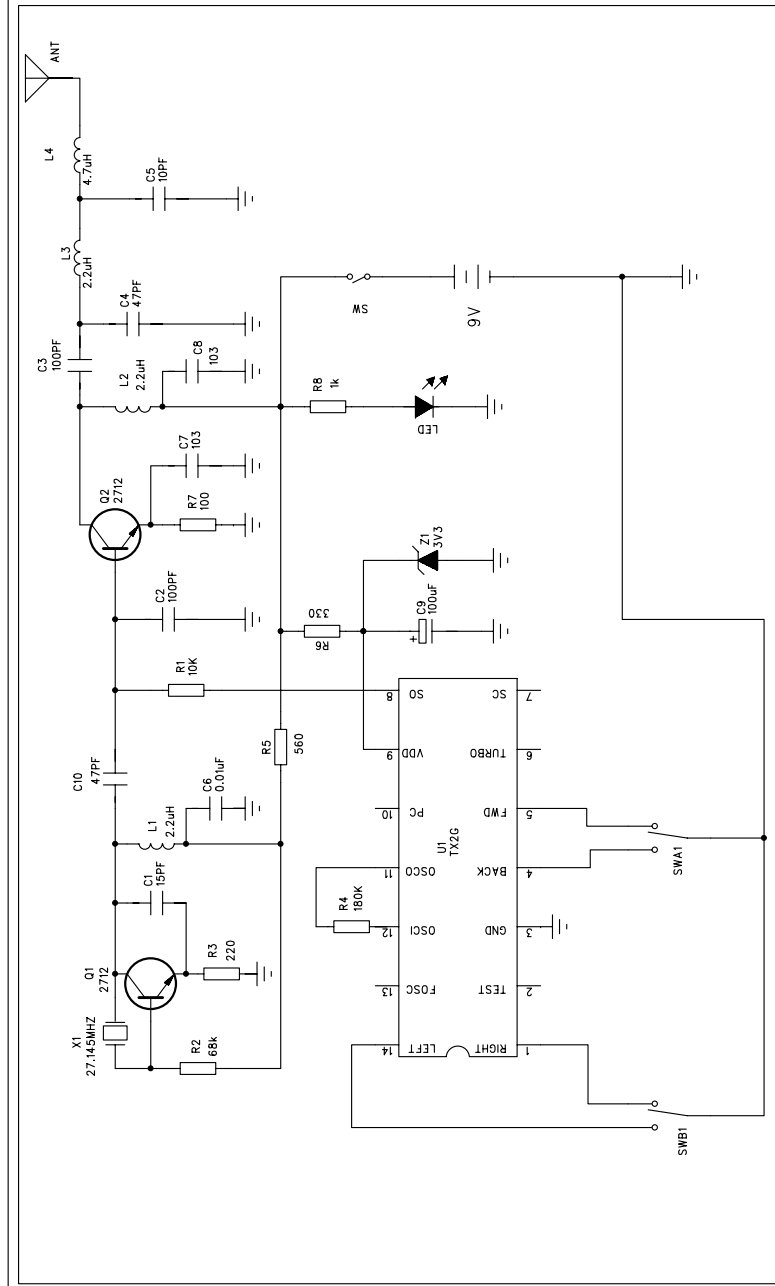 ANT
L4
4.7uH
C5
10PF
L3
2.2uH
C4
47PF
C3
100PF
L2
2.2uH
C8
103
SW
9V
R8
1k
LED
Q2
2712
C7
103
R7
100
C2
100PF
R1
10K
330
R6
+
C9
100uF
Z1
3V3
C10
47PF
L1
2.2uH
C6
0.01uF
R5
560
C1
15PF
Q1
2712
R3
220
X1
27.145MHZ
R2
68k
R4
180K
U1
TX2G
8 SO
9 VDD
10 PC
11 OSCO
12 OSCI
13 FOSC
14 LEFT
SC 7
TURBO 6
FWD 5
BACK 4
GND 3
TEST 2
RIGHT 1
SWA1
SWB1